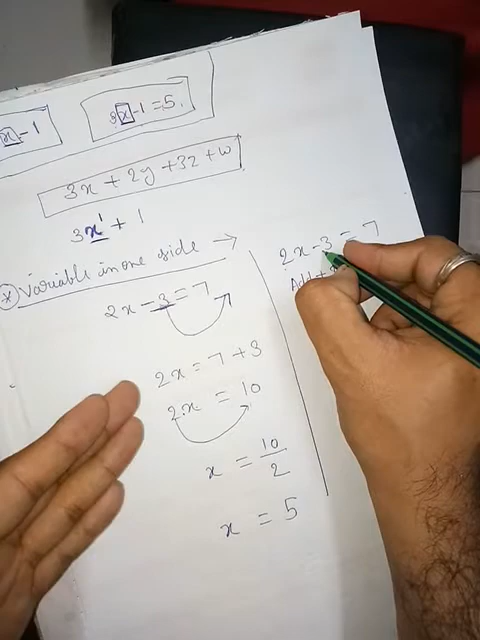 x - 1
3x - 1 = 5
3x + 2y + 3z + w
3x¹ + 1
* Variable in one side →
2x - 3 = 7
2x = 7 + 3
2x = 10
x = 10/2
x = 5
2x - 3 = 7
Add